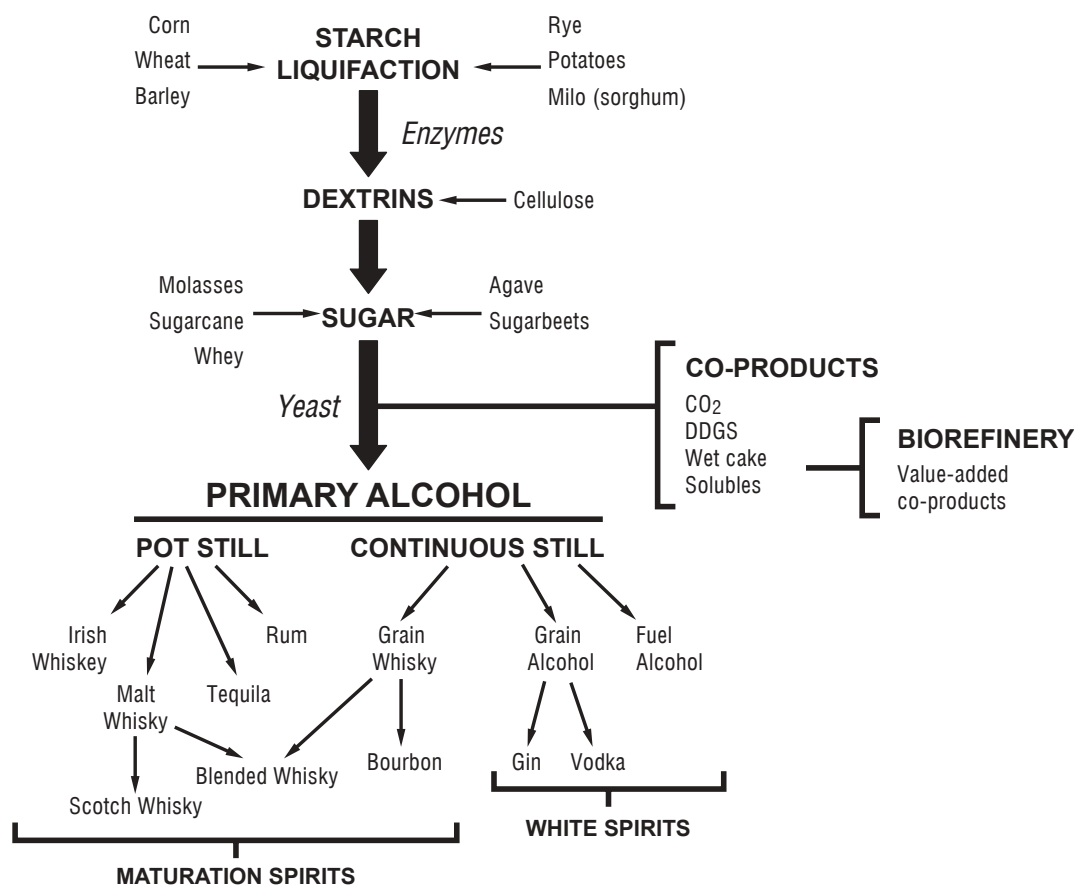 Corn
Wheat
Barley
STARCH
LIQUIFACTION
Rye
Potatoes
Milo (sorghum)
Enzymes
DEXTRINS
Cellulose
Molasses
Sugarcane
Whey
SUGAR
Agave
Sugarbeets
Yeast
CO-PRODUCTS
CO2
DDGS
Wet cake
Solubles
BIOREFINERY
Value-added
co-products
PRIMARY ALCOHOL
POT STILL
CONTINUOUS STILL
Irish
Whiskey
Rum
Grain
Whisky
Grain
Alcohol
Fuel
Alcohol
Malt
Whisky
Tequila
Blended Whisky
Bourbon
Gin
Vodka
Scotch Whisky
WHITE SPIRITS
MATURATION SPIRITS